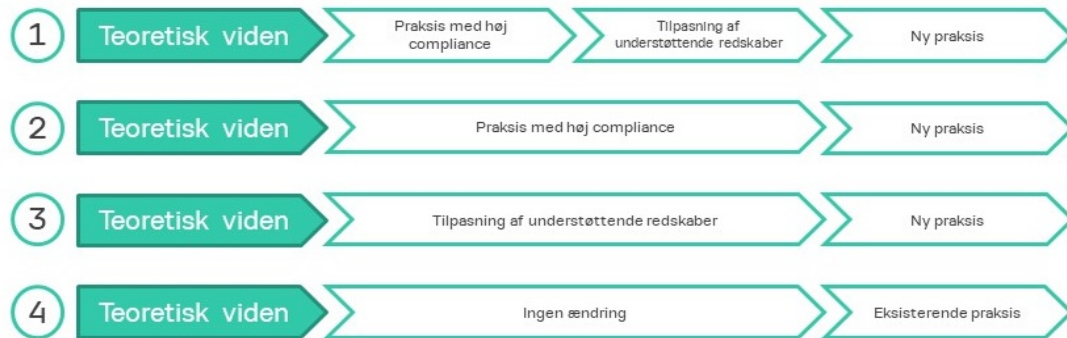 1
Teoretisk viden
Praksis med høj
compliance
Tilpasning af
understøttende redskaber
Ny praksis
2
Teoretisk viden
Praksis med høj compliance
Ny praksis
3
Teoretisk viden
Tilpasning af understøttende redskaber
Ny praksis
4
Teoretisk viden
Ingen ændring
Eksisterende praksis